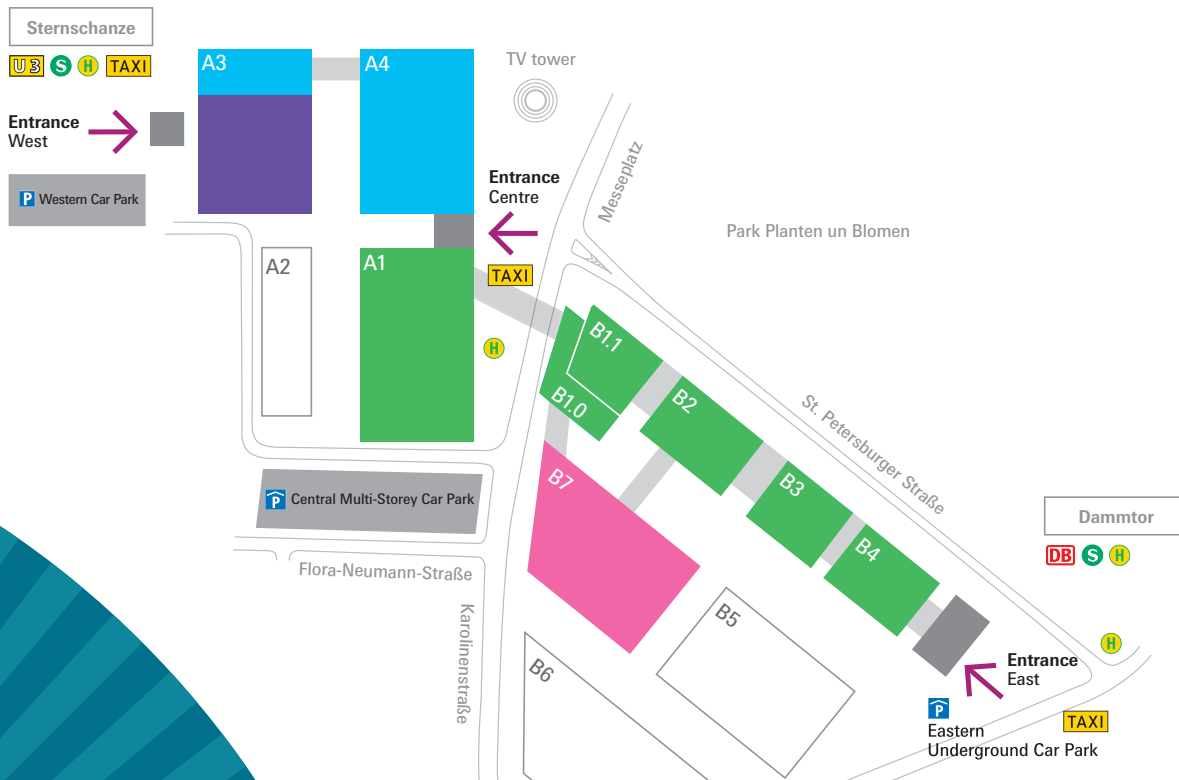 Sternschanze
U3 S H TAXI
Entrance
West
P Western Car Park
A3
A4
TV tower
Entrance
Centre
TAXI
Messeplatz
Park Planten un Blomen
A2
A1
H
B1.1
B1.0
B2
B3
B4
St. Petersburger Straße
B7
P Central Multi-Storey Car Park
Flora-Neumann-Straße
Karolinenstraße
B5
B6
Dammtor
DB S H
H
Entrance
East
P
Eastern
Underground Car Park
TAXI